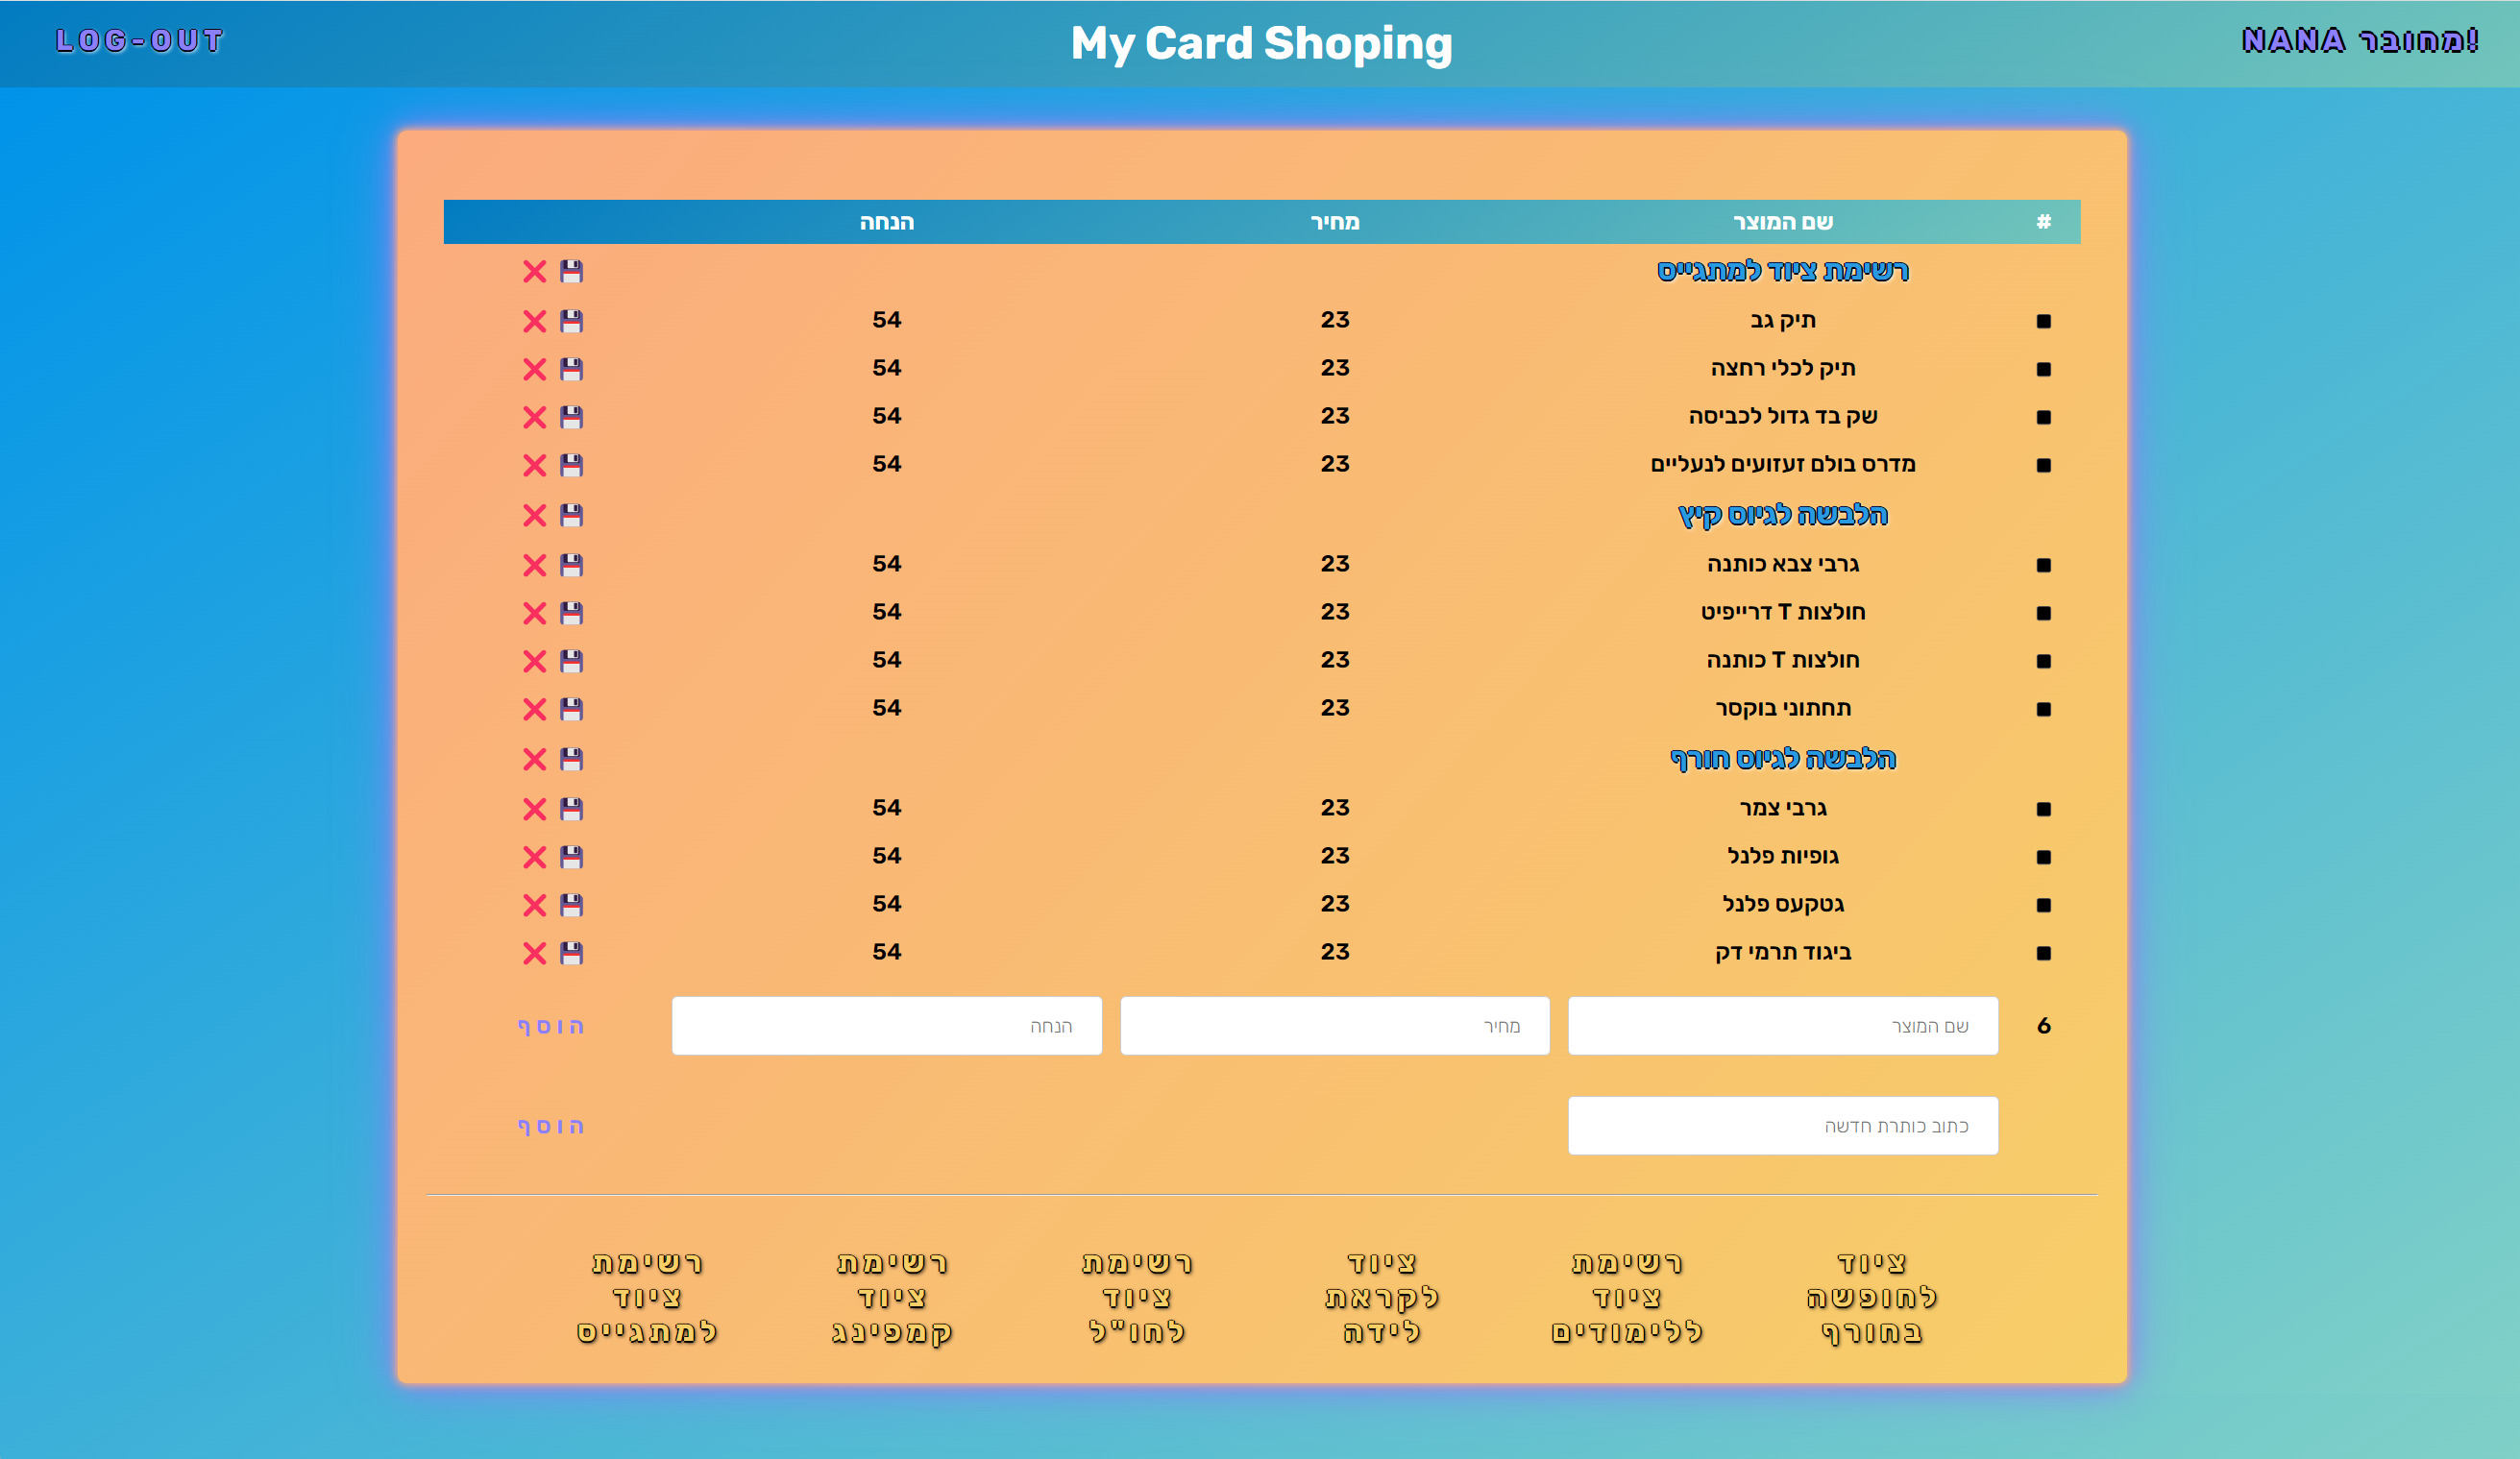 LOG-OUT
My Card Shoping
NANA מחובר!
# שם המוצר מחיר הנחה
רשימת ציוד למתגייס
תיק גב 23 54
תיק לכלי רחצה 23 54
שק בד גדול לכביסה 23 54
מדרס בולם זעזועים לנעליים 23 54
הלבשה לגיוס קיץ
גרבי צבא כותנה 23 54
חולצות T דרייפיט 23 54
חולצות T כותנה 23 54
תחתוני בוקסר 23 54
הלבשה לגיוס חורף
גרבי צמר 23 54
גופיות פלנל 23 54
גטקעס פלנל 23 54
ביגוד תרמי דק 23 54
6 שם המוצר מחיר הנחה הוסף
כתוב כותרת חדשה הוסף
ציוד
לחופשה
בחורף
רשימת
ציוד
ללימודים
ציוד
לקראת
לידה
רשימת
ציוד
לחו"ל
רשימת
ציוד
קמפינג
רשימת
ציוד
למתגייס